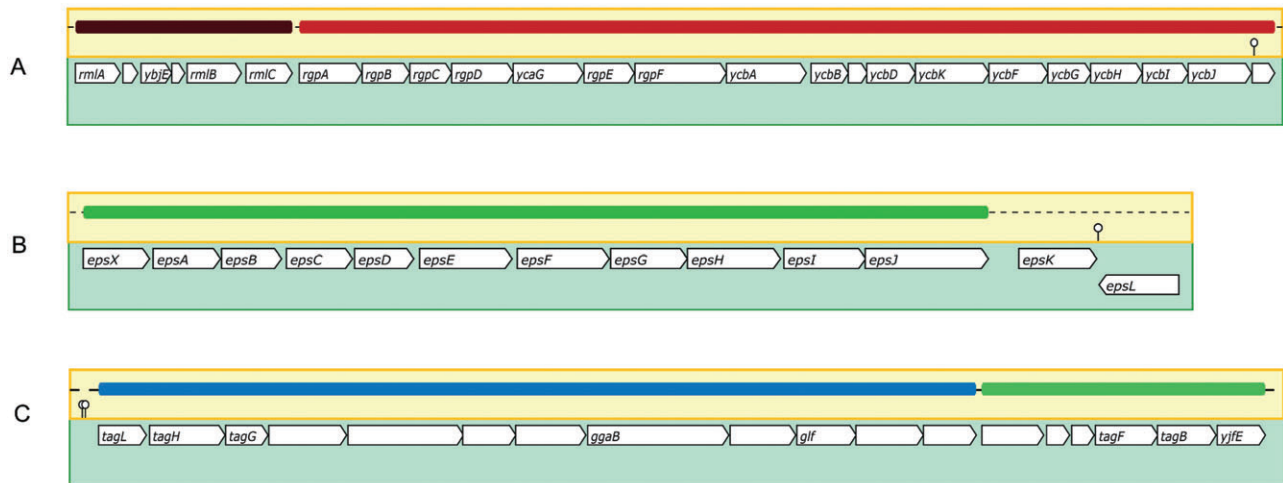 A
rmlA ybjE rmlB rmlC rgpA rgpB rgpC rgpD ycaG rgpE rgpF ycbA ycbB ycbD ycbK ycbF ycbG ycbH ycbI ycbJ
B
epsX epsA epsB epsC epsD epsE epsF epsG epsH epsI epsJ epsK
epsL
C
tagL tagH tagG ggaB glf tagF tagB yjfE